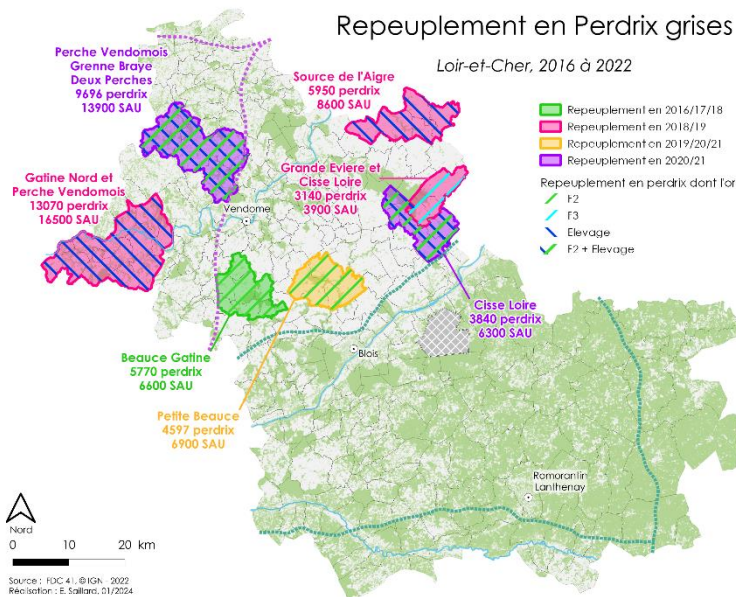 Repeuplement en Perdrix grises
Loir-et-Cher, 2016 à 2022
Perche Vendomois
Grenne Braye
Deux Perches
9696 perdrix
13900 SAU
Source de l'Aigre
5950 perdrix
8600 SAU
Repeuplement en 2016/17/18
Repeuplement en 2018/19
Repeuplement en 2019/20/21
Repeuplement en 2020/21
Repeuplement en perdrix dont l'or
F2
F3
Elevage
F2 + Elevage
Gatine Nord et
Perche Vendomois
13070 perdrix
16500 SAU
Grande Eviere et
Cisse Loire
3140 perdrix
3900 SAU
Vendome
Cisse Loire
3840 perdrix
6300 SAU
Beauce Gatine
5770 perdrix
6600 SAU
Blois
Petite Beauce
4597 perdrix
6900 SAU
Romorantin
Lanthenay
Nord
0 10 20 km
Source : FDC 41, © IGN - 2022
Réalisation : E. Saillard, 01/2024